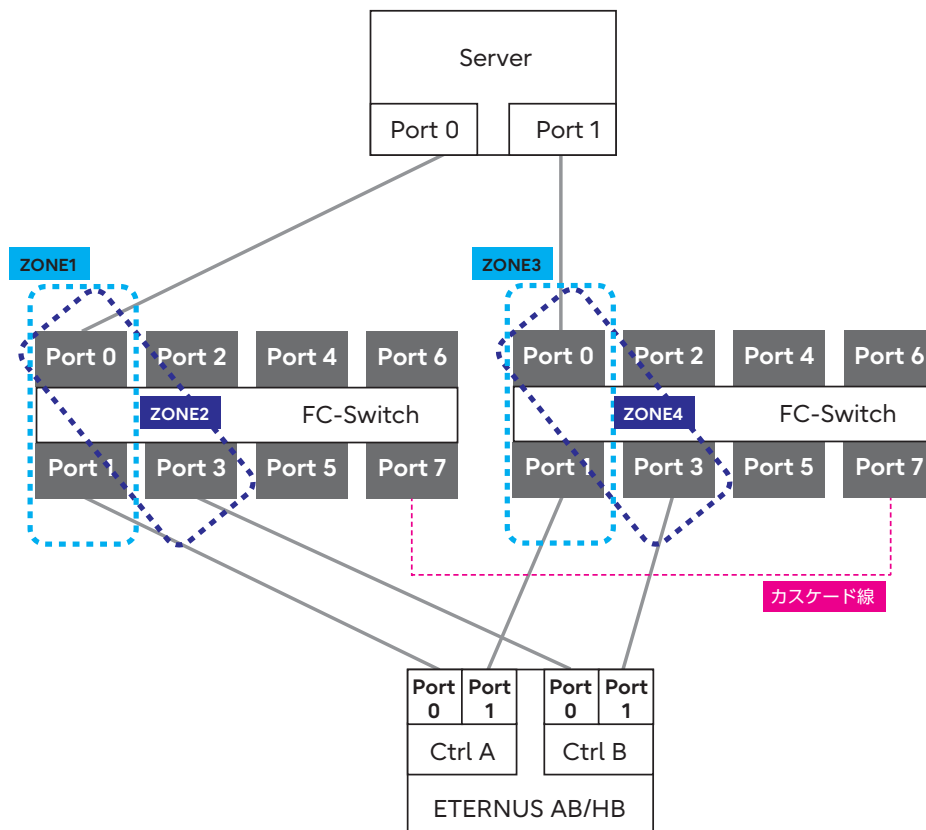 Server
Port 0 Port 1
ZONE1 ZONE3
Port 0 Port 2 Port 4 Port 6 Port 0 Port 2 Port 4 Port 6
ZONE2 FC-Switch ZONE4 FC-Switch
Port 1 Port 3 Port 5 Port 7 Port 1 Port 3 Port 5 Port 7
カスケード線
Port Port Port Port
0 1 0 1
Ctrl A Ctrl B
ETERNUS AB/HB